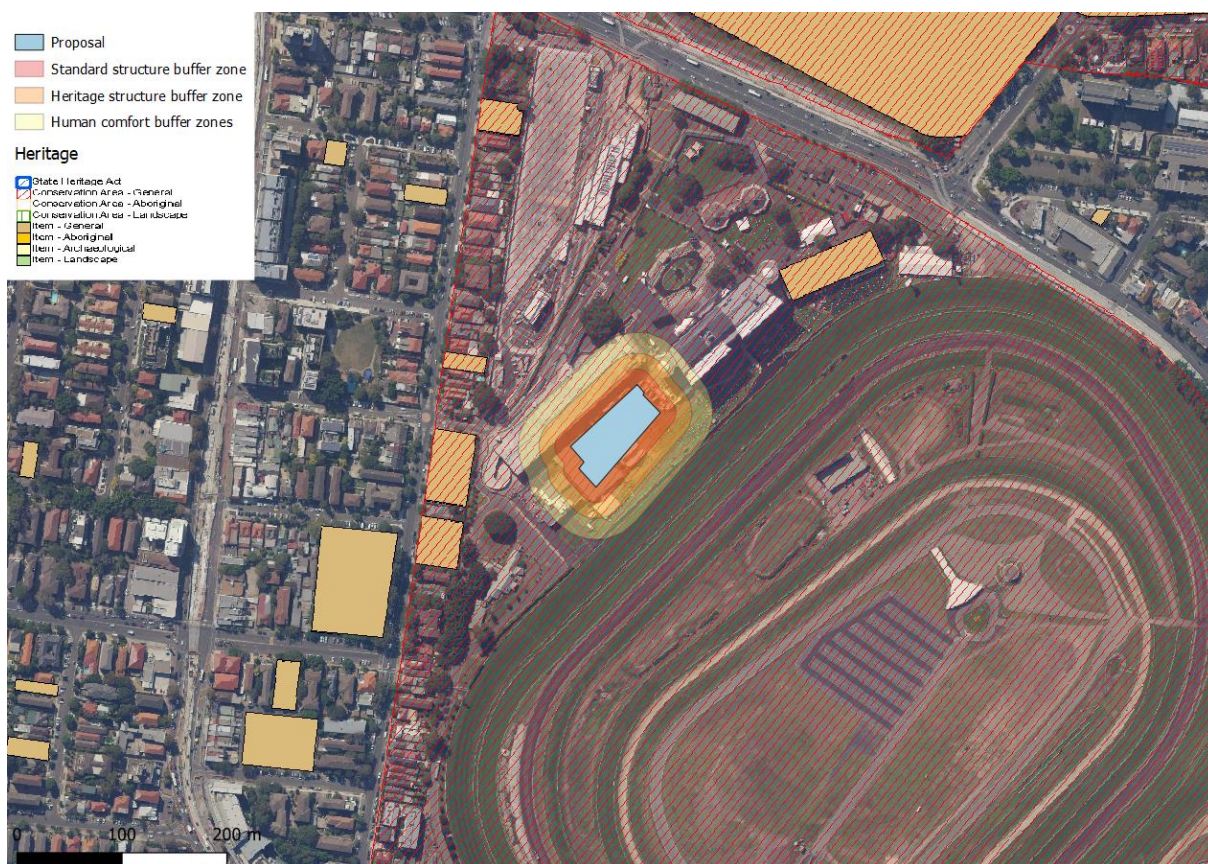 Proposal
Standard structure buffer zone
Heritage structure buffer zone
Human comfort buffer zones
Heritage
State Heritage Act
Conservation Area - General
Conservation Area - Aboriginal
Conservation Area - Landscape
Item - General
Item - Aboriginal
Item - Archaeological
Item - Landscape
0 100 200 m